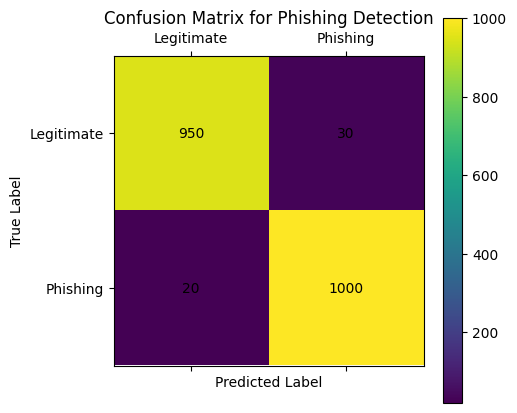 Confusion Matrix for Phishing Detection
Legitimate Phishing
1000
800
600
400
200
True Label
Legitimate 950 30
Phishing 20 1000
Predicted Label